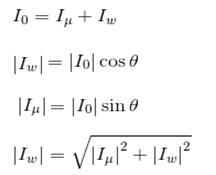 I_0 = I_μ + I_w
|I_w| = |I_0| cos θ
|I_μ| = |I_0| sin θ
|I_w| = √(|I_μ|^2 + |I_w|^2)